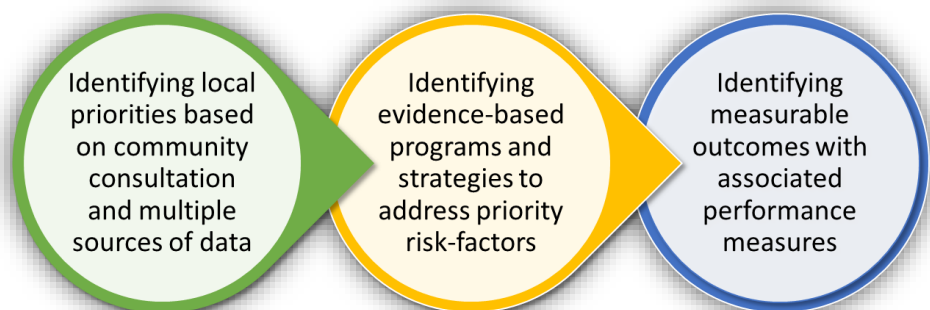 Identifying local
priorities based
on community
consultation
and multiple
sources of data
Identifying
evidence-based
programs and
strategies to
address priority
risk-factors
Identifying
measurable
outcomes with
associated
performance
measures